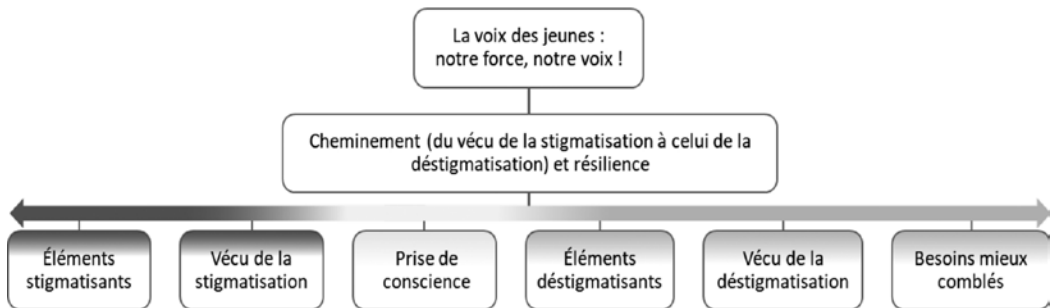 La voix des jeunes :
notre force, notre voix !
Cheminement (du vécu de la stigmatisation à celui de la
déstigmatisation) et résilience
Éléments
stigmatisants
Vécu de la
stigmatisation
Prise de
conscience
Éléments
déstigmatisants
Vécu de la
déstigmatisation
Besoins mieux
comblés